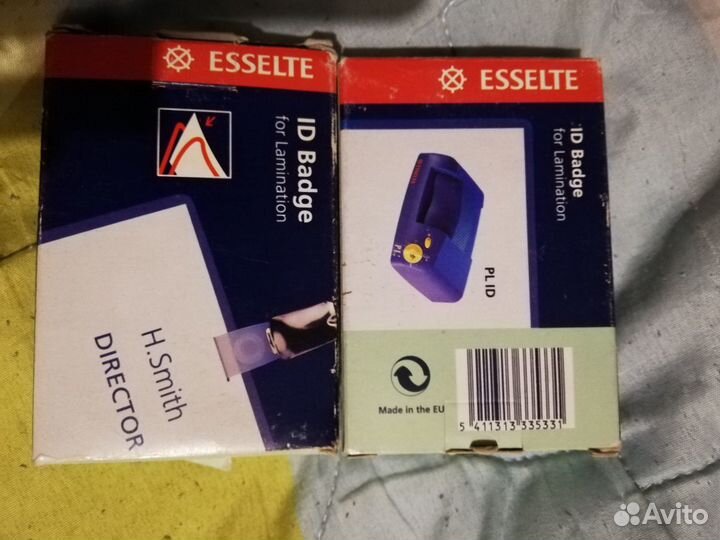 ESSELTE
ID Badge
for Lamination
H.Smith
DIRECTOR
ESSELTE
ID Badge
for Lamination
PL ID
Made in the EU
5 411313 335331
Avito